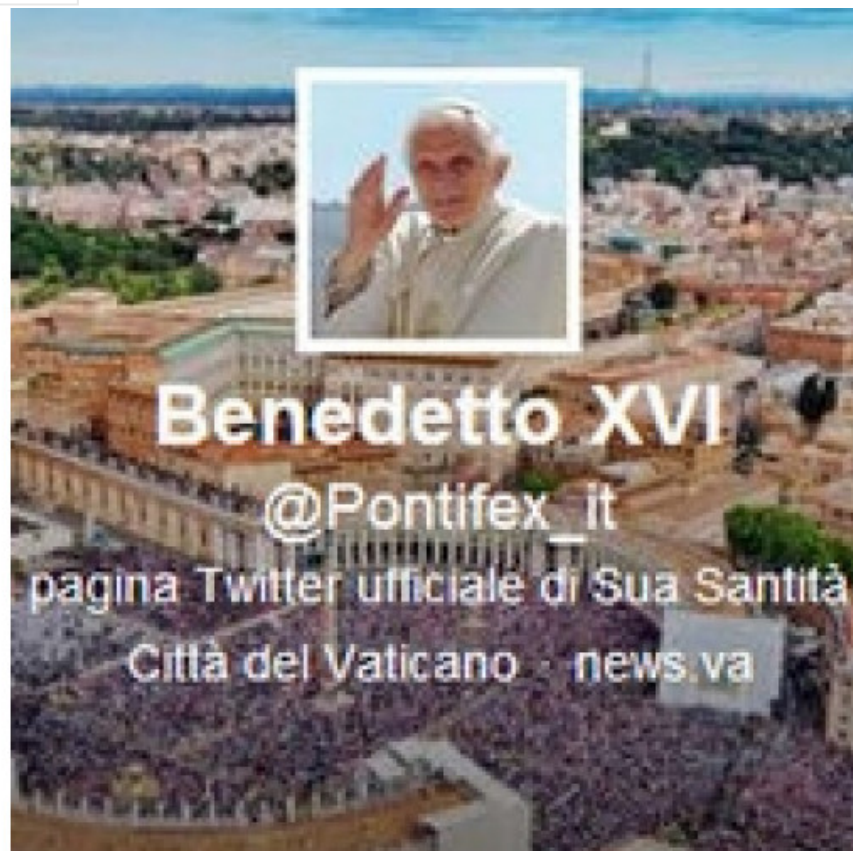 Benedetto XVI
@Pontifex_it
pagina Twitter ufficiale di Sua Santità
Città del Vaticano · news.va